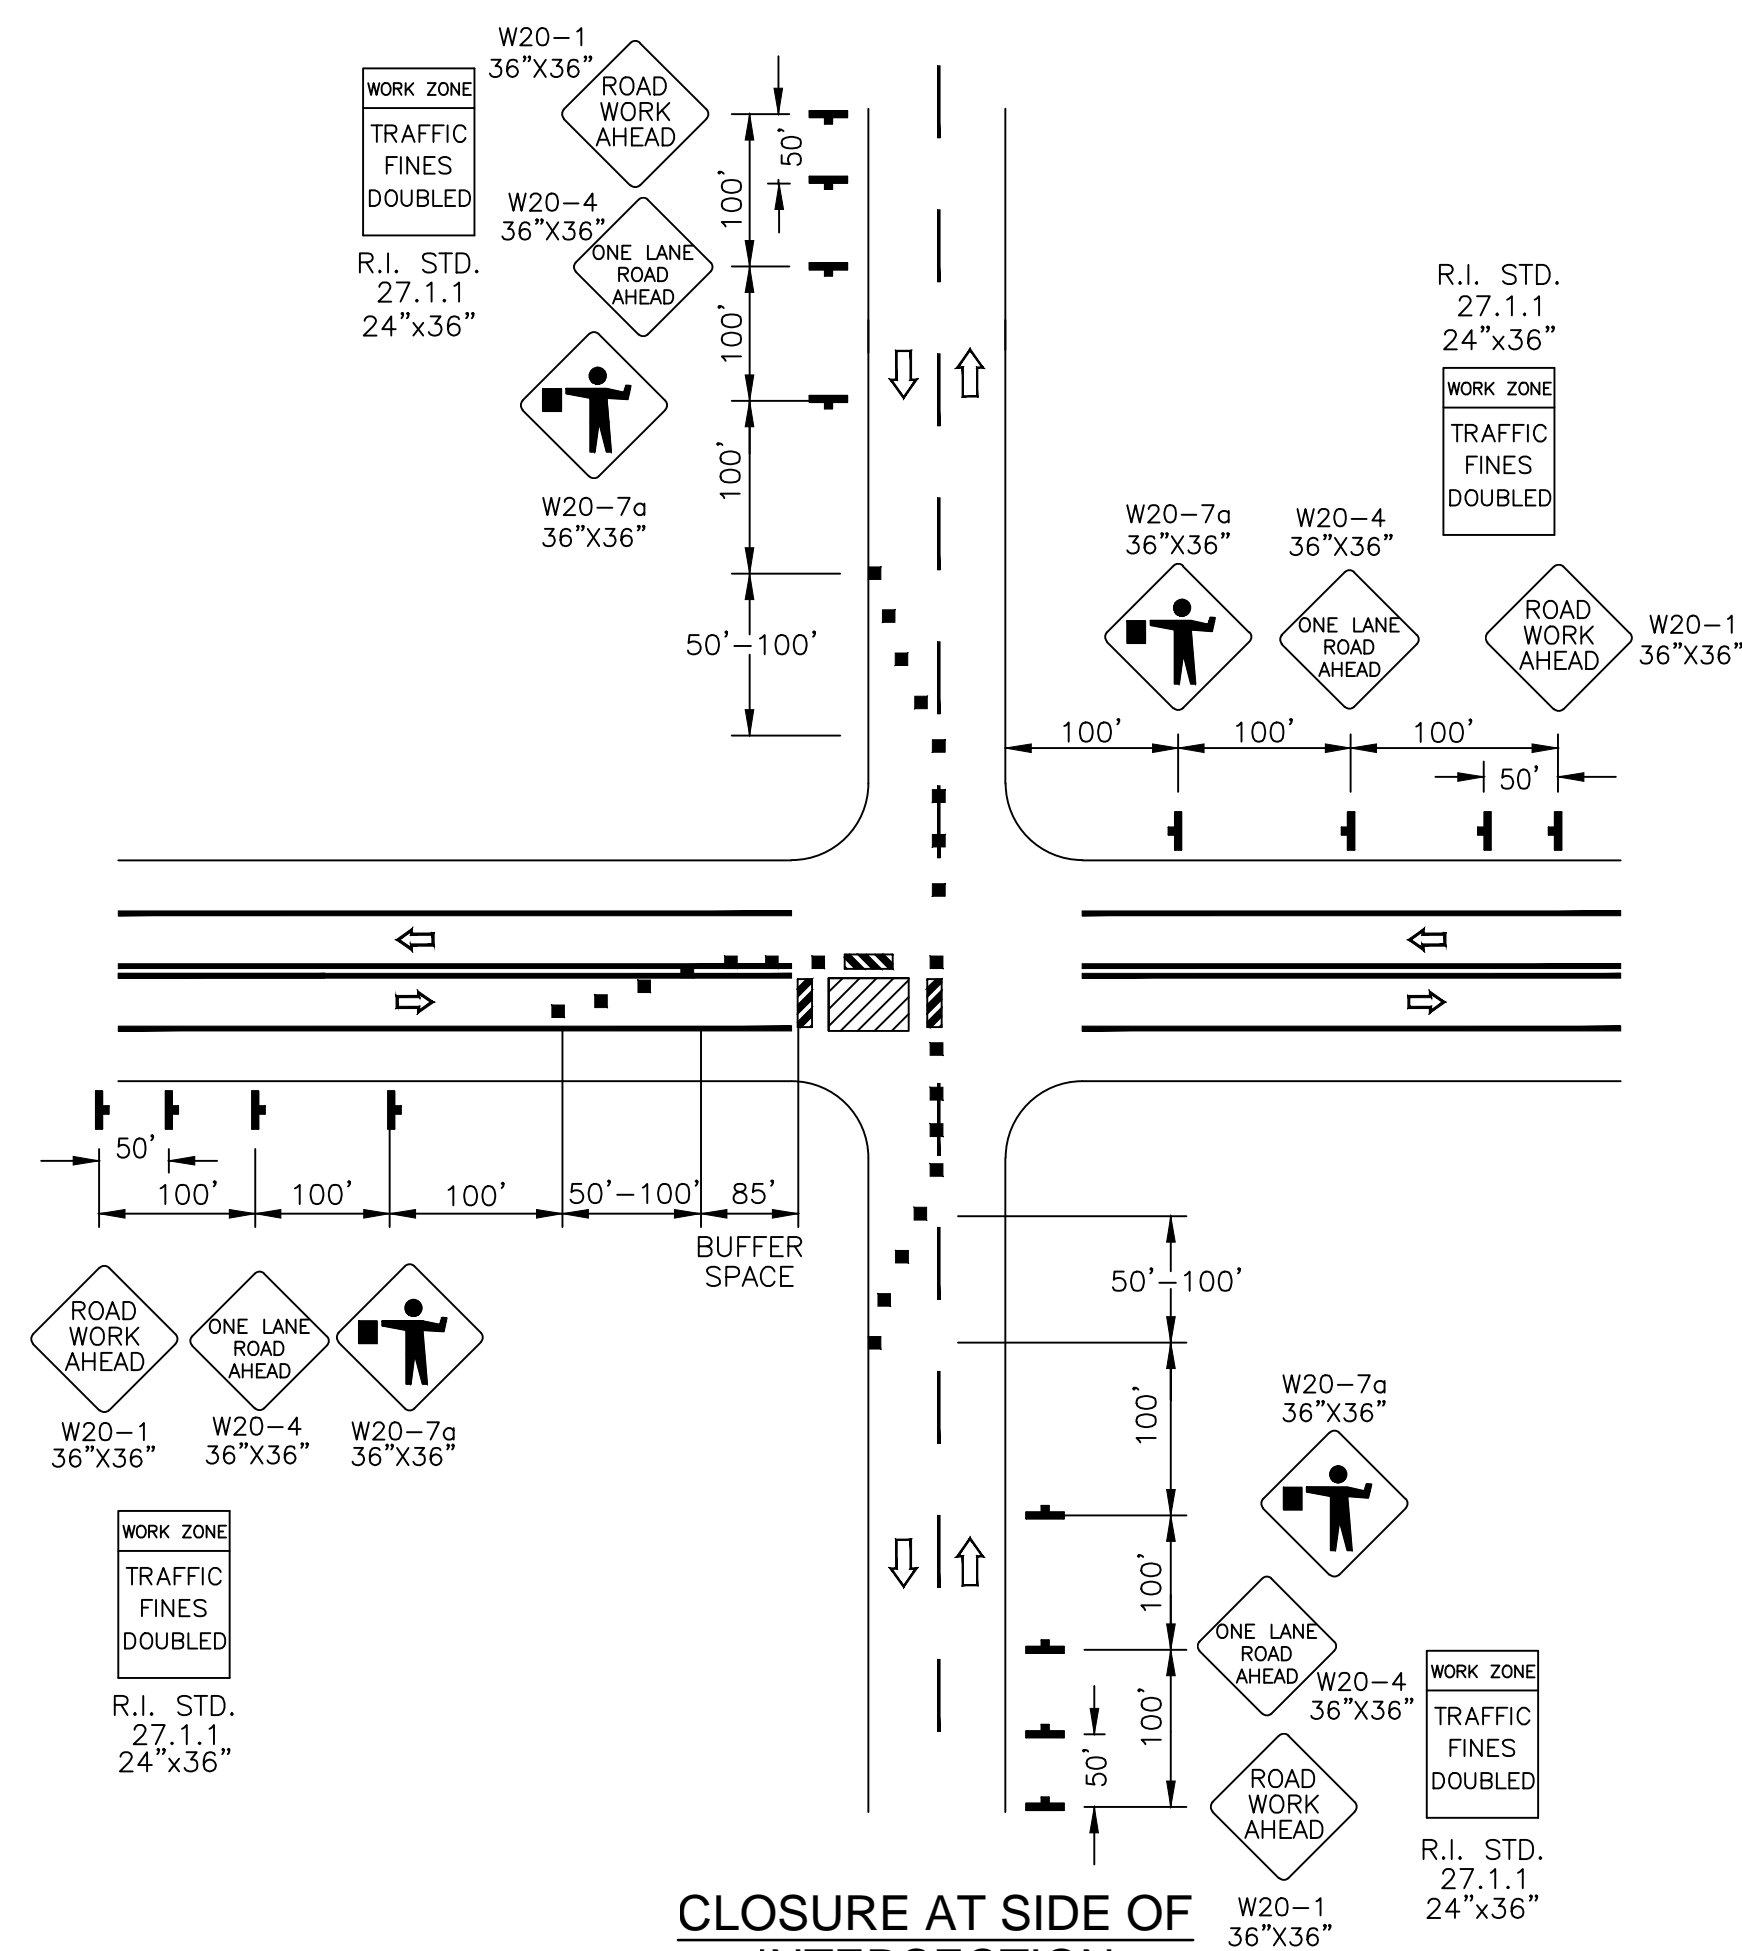 W20-1
36"X36"
WORK ZONE
TRAFFIC
FINES
DOUBLED
R.I. STD.
27.1.1
24"x36"
ROAD
WORK
AHEAD
W20-4
36"X36"
ONE LANE
ROAD
AHEAD
W20-7a
36"X36"
50'
100'
100'
100'
50'-100'
R.I. STD.
27.1.1
24"x36"
WORK ZONE
TRAFFIC
FINES
DOUBLED
W20-7a
36"X36"
W20-4
36"X36"
ONE LANE
ROAD
AHEAD
ROAD
WORK
AHEAD
W20-1
36"X36"
100'
100'
100'
50'
50'
100'
100'
100'
50'-100'
85'
BUFFER
SPACE
ROAD
WORK
AHEAD
ONE LANE
ROAD
AHEAD
W20-1
36"X36"
W20-4
36"X36"
W20-7a
36"X36"
WORK ZONE
TRAFFIC
FINES
DOUBLED
R.I. STD.
27.1.1
24"x36"
50'-100'
100'
100'
100'
50'
W20-7a
36"X36"
ONE LANE
ROAD
AHEAD
W20-4
36"X36"
ROAD
WORK
AHEAD
W20-1
36"X36"
WORK ZONE
TRAFFIC
FINES
DOUBLED
R.I. STD.
27.1.1
24"x36"
CLOSURE AT SIDE OF
INTERSECTION